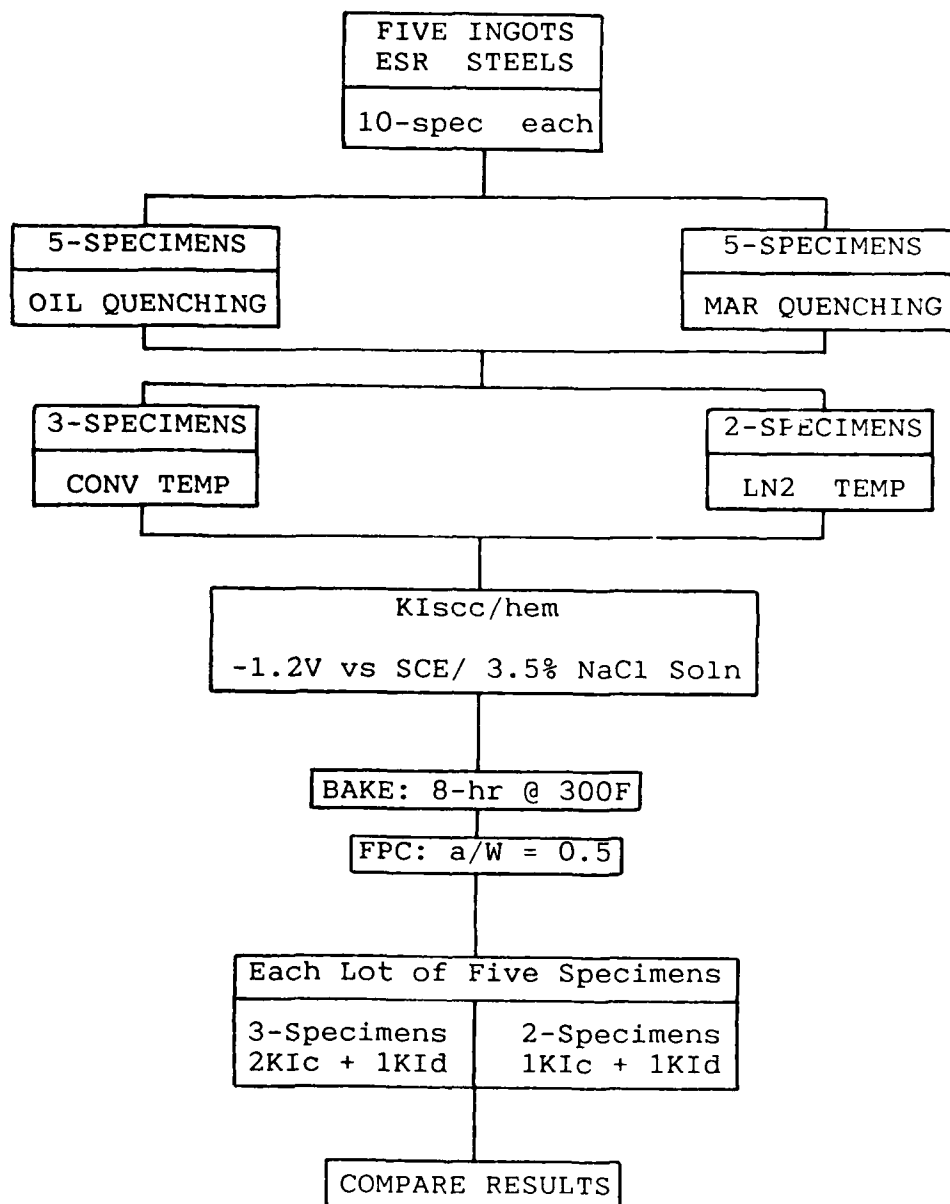 FIVE INGOTS
ESR STEELS
10-spec each
5-SPECIMENS
OIL QUENCHING
5-SPECIMENS
MAR QUENCHING
3-SPECIMENS
CONV TEMP
2-SPECIMENS
LN2 TEMP
KIscc/hem
-1.2V vs SCE/ 3.5% NaCl Soln
BAKE: 8-hr @ 300F
FPC: a/W = 0.5
Each Lot of Five Specimens
3-Specimens
2KIc + 1KId
2-Specimens
1KIc + 1KId
COMPARE RESULTS